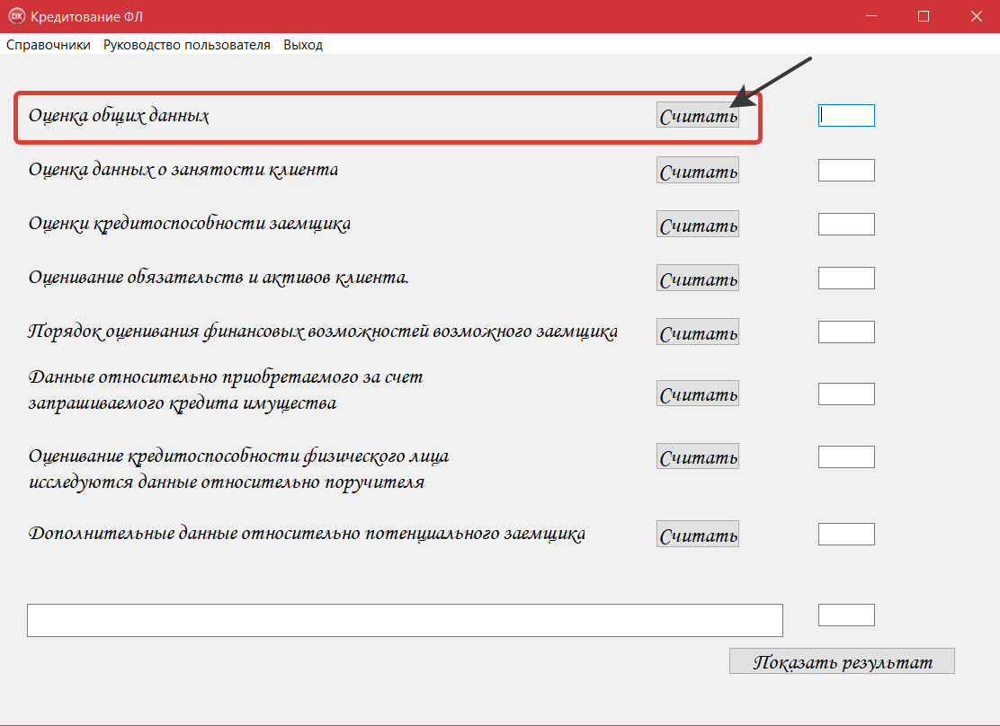 DX Кредитование ФЛ
Справочники Руководство пользователя Выход
Оценка общих данных Считать
Оценка данных о занятости клиента Считать
Оценки кредитоспособности заемщика Считать
Оценивание обязательств и активов клиента. Считать
Порядок оценивания финансовых возможностей возможного заемщика Считать
Данные относительно приобретаемого за счет
запрашиваемого кредита имущества Считать
Оценивание кредитоспособности физического лица
исследуются данные относительно поручителя Считать
Дополнительные данные относительно потенциального заемщика Считать
Показать результат